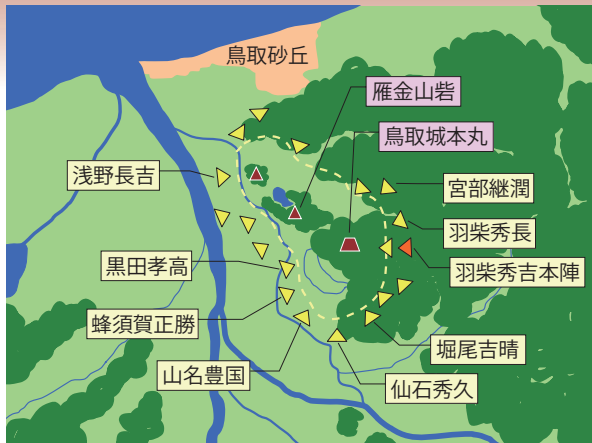 鳥取砂丘
雁金山砦
鳥取城本丸
浅野長吉
宮部継潤
羽柴秀長
黒田孝高
羽柴秀吉本陣
蜂須賀正勝
堀尾吉晴
山名豊国
仙石秀久